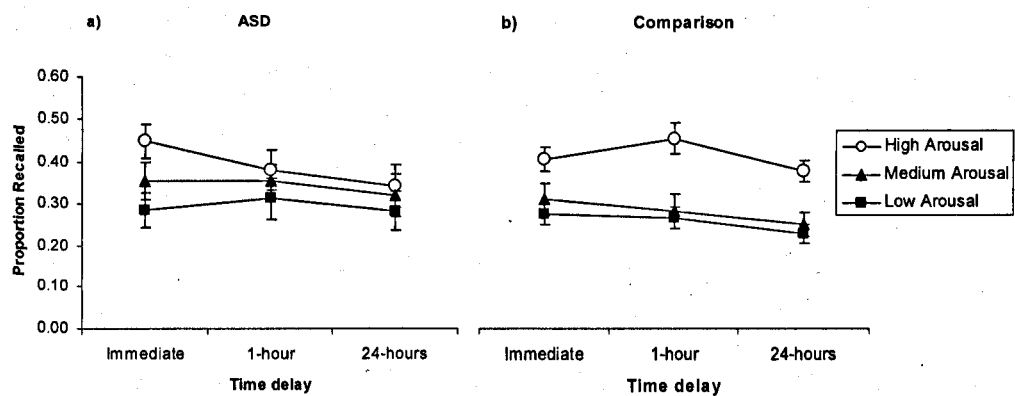 a) ASD
b) Comparison
Proportion Recalled
0.60
0.50
0.40
0.30
0.20
0.10
0.00
Immediate 1-hour 24-hours
Time delay
Immediate 1-hour 24-hours
Time delay
High Arousal
Medium Arousal
Low Arousal